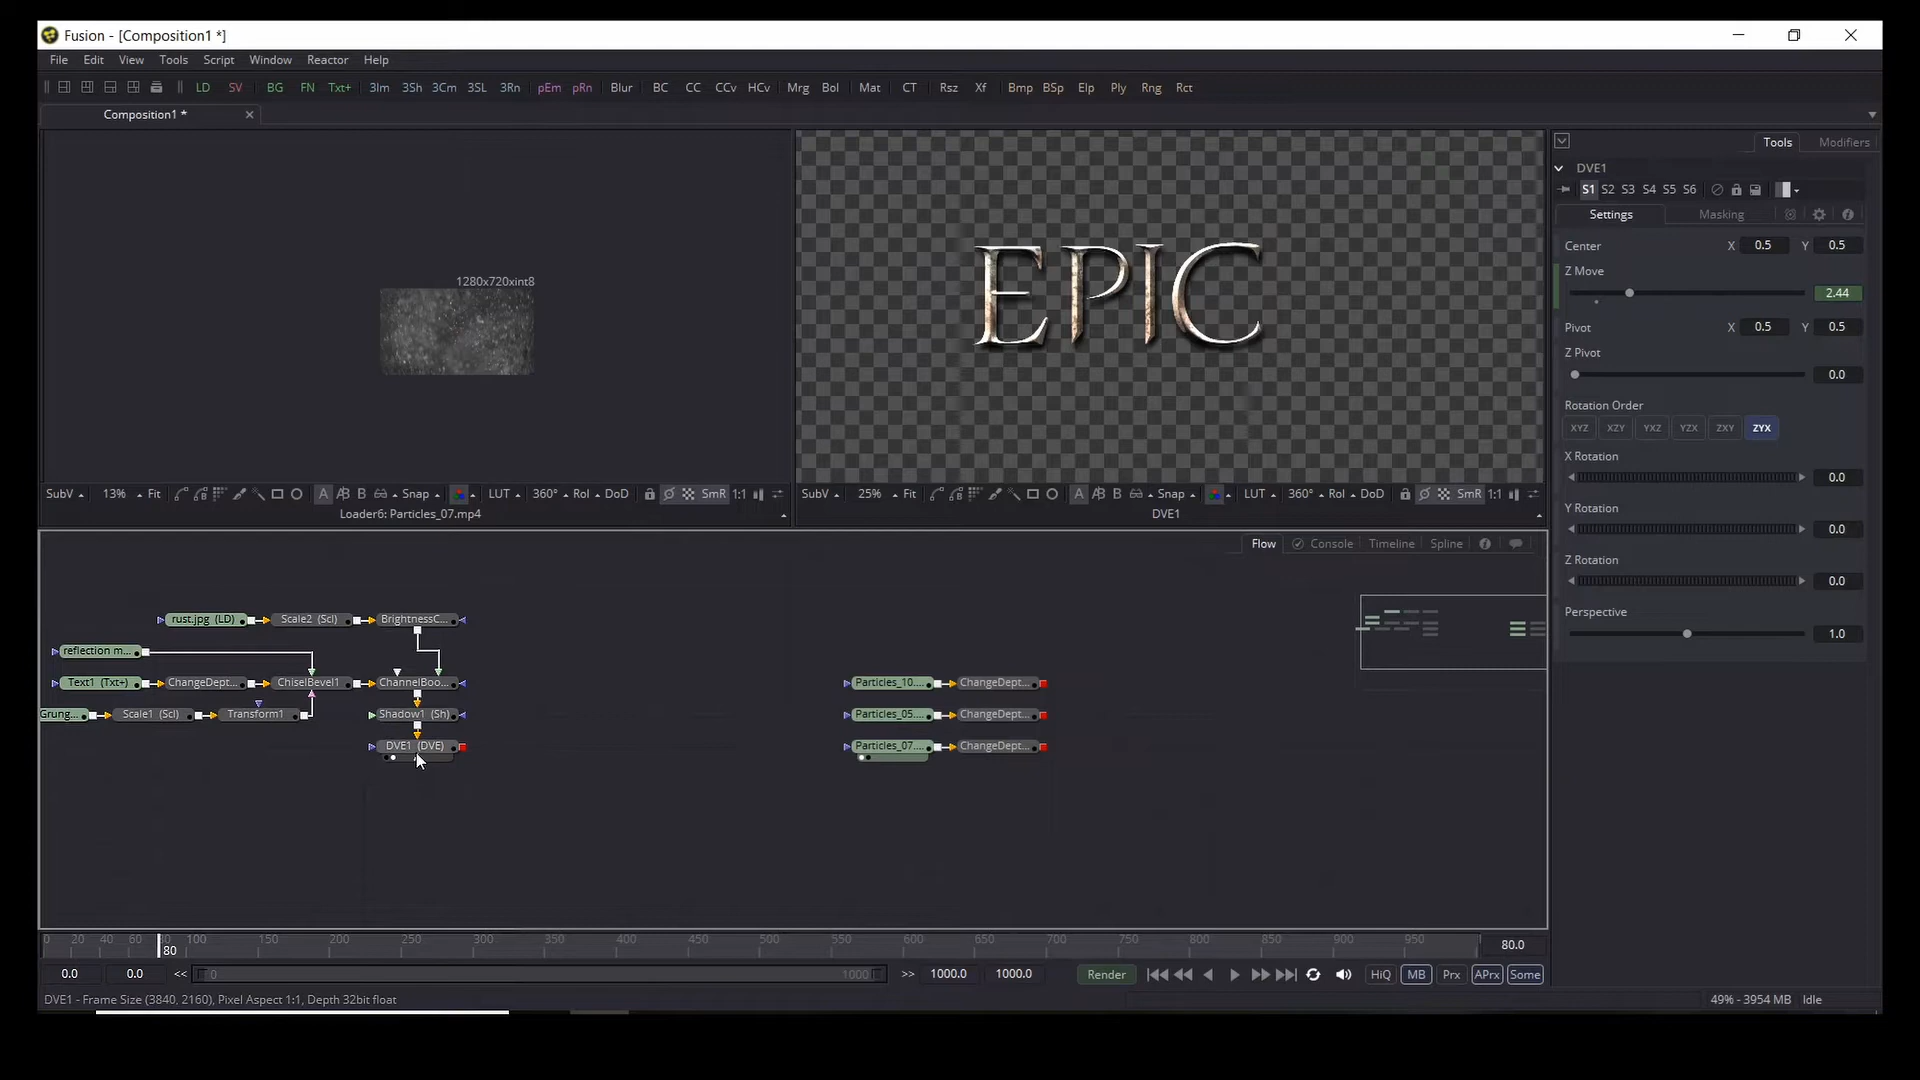 Fusion - [Composition1 *]
File Edit View Tools Script Window Reactor Help
LD SV BG FN Txt+ 3Im 3Sh 3Cm 3SL 3Rn pEm pRn Blur BC CC CCv HCv Mrg Bol Mat CT Rsz Xf Bmp BSp Elp Ply Rng Rct
Composition1 *
Tools Modifiers
DVE1
S1 S2 S3 S4 S5 S6
Settings Masking
Center X 0.5 Y 0.5
Z Move
2.44
Pivot X 0.5 Y 0.5
Z Pivot
0.0
Rotation Order
XYZ XZY YXZ YZX ZXY ZYX
X Rotation
0.0
Y Rotation
0.0
Z Rotation
0.0
Perspective
1.0
1280x720xint8
EPIC
SubV 13% Fit A B Snap LUT 360° RoI DoD SmR 1:1
Loader6: Particles_07.mp4
SubV 25% Fit A B Snap LUT 360° RoI DoD SmR 1:1
DVE1
Flow Console Timeline Spline
rust.jpg (LD) Scale2 (Scl) BrightnessC...
reflection m...
Text1 (Txt+) ChangeDept... ChiselBevel1 ChannelBoo...
Grung... Scale1 (Scl) Transform1 Shadow1 (Sh)
DVE1 (DVE)
Particles_10.... ChangeDept...
Particles_05.... ChangeDept...
Particles_07.... ChangeDept...
0 20 40 60 80 100 150 200 250 300 350 400 450 500 550 600 650 700 750 800 850 900 950
80
80.0
0.0 0.0 << 0 1000 >> 1000.0 1000.0 Render HiQ MB Prx APrx Some
DVE1 - Frame Size (3840, 2160), Pixel Aspect 1:1, Depth 32bit float
49% - 3954 MB Idle